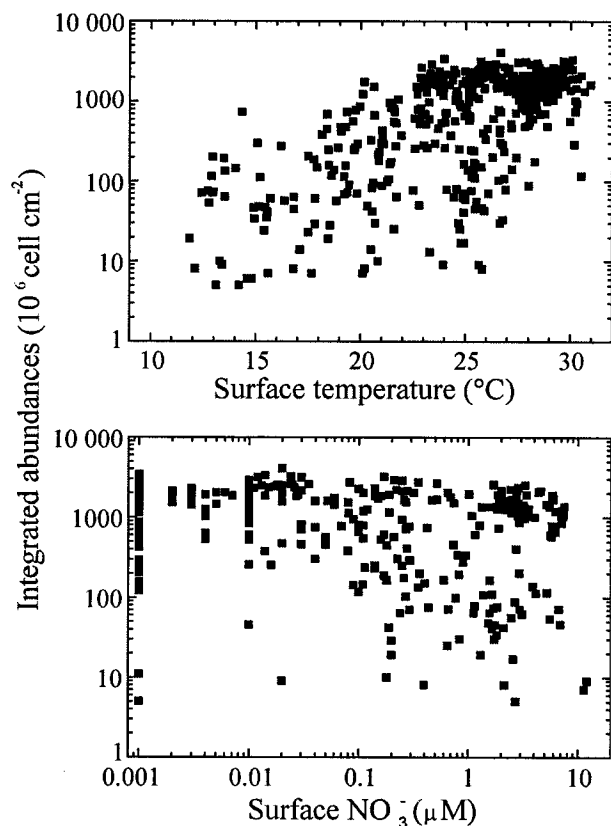 10 000
1000
100
10
1
10 15 20 25 30
Surface temperature (°C)
Integrated abundances (10⁶ cell cm⁻²)
10 000
1000
100
10
1
0.001 0.01 0.1 1 10
Surface NO₃⁻ (µM)